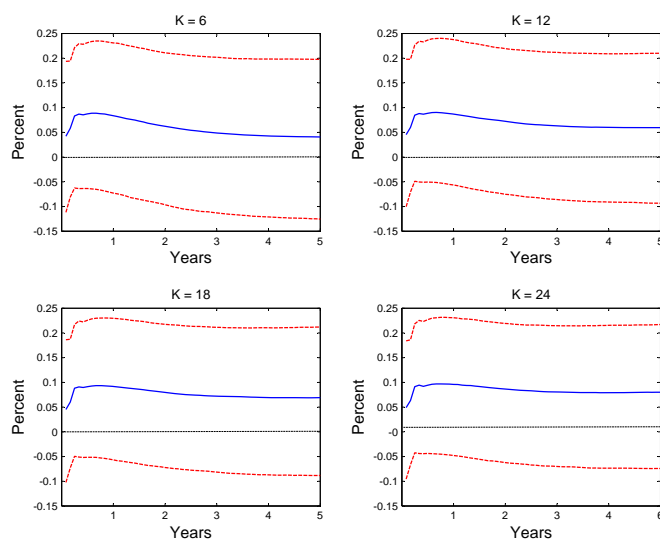 K = 6
0.25
0.2
0.15
0.1
0.05
0
-0.05
-0.1
-0.15
Percent
1 2 3 4 5
Years
K = 12
0.25
0.2
0.15
0.1
0.05
0
-0.05
-0.1
-0.15
Percent
1 2 3 4 5
Years
K = 18
0.25
0.2
0.15
0.1
0.05
0
-0.05
-0.1
-0.15
Percent
1 2 3 4 5
Years
K = 24
0.25
0.2
0.15
0.1
0.05
-0
-0.05
-0.1
-0.15
Percent
1 2 3 4 5 6
Years